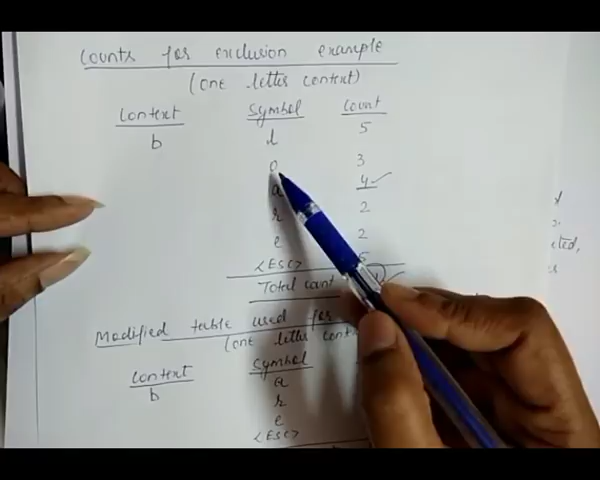 Counts for exclusion example
(one letter context)
Context Symbol Count
b l 5
o 3
a 4
r 2
e 2
<ESC> 5
Total Count
Modified table used for
(one letter
Context Symbol
b a
r
e
<ESC>